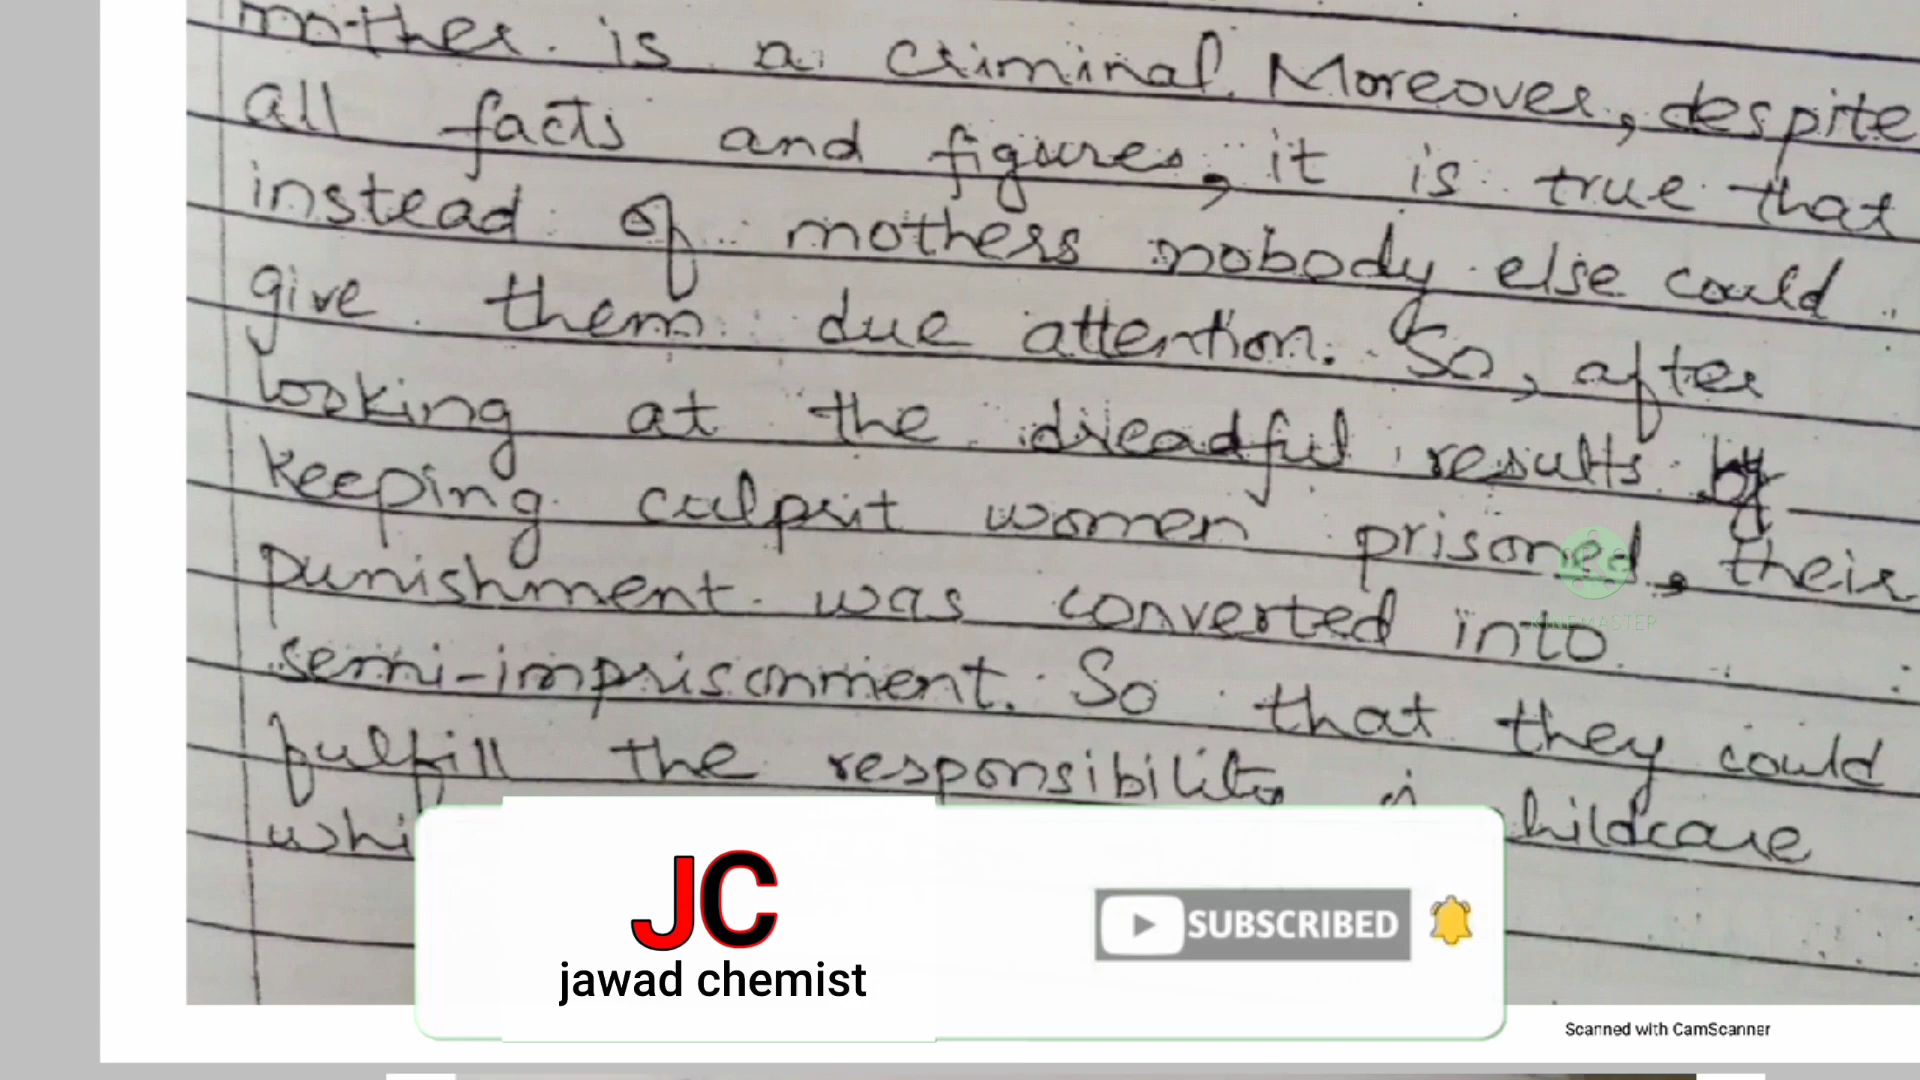 mother is a criminal. Moreover, despite
all facts and figures, it is true that
instead of mothers nobody else could
give them due attention. So, after
looking at the dreadful results by
keeping culprit women prisoned, their
punishment was converted into
semi-imprisonment. So that they could
fulfill the responsibility
KINEMASTER
JC
jawad chemist
SUBSCRIBED
Scanned with CamScanner